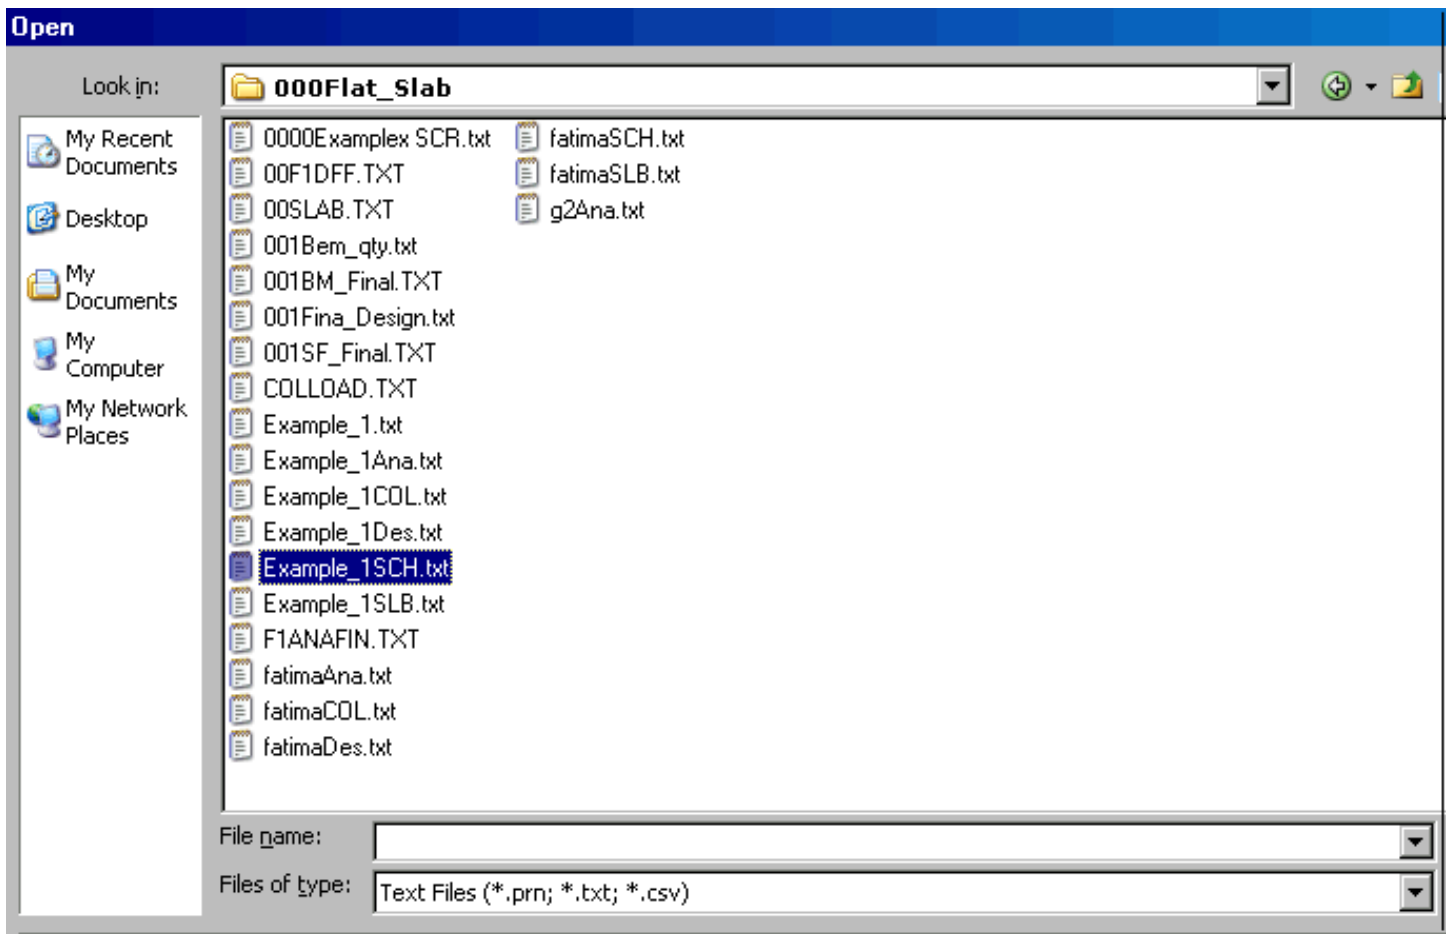 Open
Look in:
000Flat_Slab
My Recent
Documents
Desktop
My
Documents
My
Computer
My Network
Places
0000Examplex SCR.txt
00F1DFF.TXT
00SLAB.TXT
001Bem_qty.txt
001BM_Final.TXT
001Fina_Design.txt
001SF_Final.TXT
COLLOAD.TXT
Example_1.txt
Example_1Ana.txt
Example_1COL.txt
Example_1Des.txt
Example_1SCH.txt
Example_1SLB.txt
F1ANAFIN.TXT
fatimaAna.txt
fatimaCOL.txt
fatimaDes.txt
fatimaSCH.txt
fatimaSLB.txt
g2Ana.txt
File name:
Files of type:
Text Files (*.prn; *.txt; *.csv)